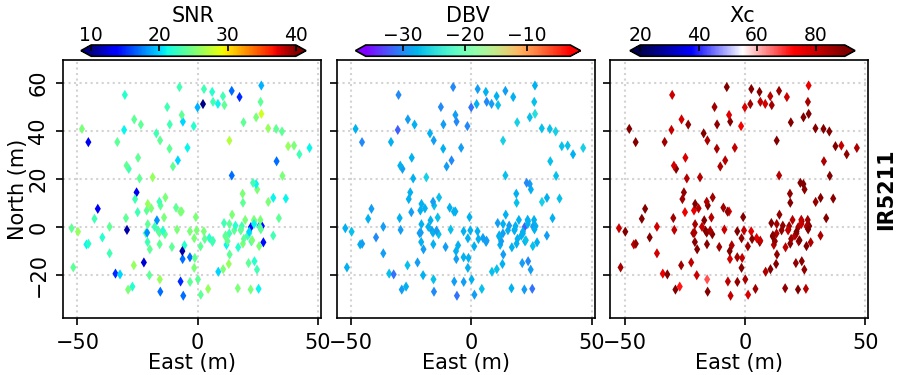 SNR DBV Xc
10 20 30 40 −30 −20 −10 20 40 60 80
60
40
20
0
−20
North (m)
IR5211
−50 0 50 −50 0 50 −50 0 50
East (m) East (m) East (m)